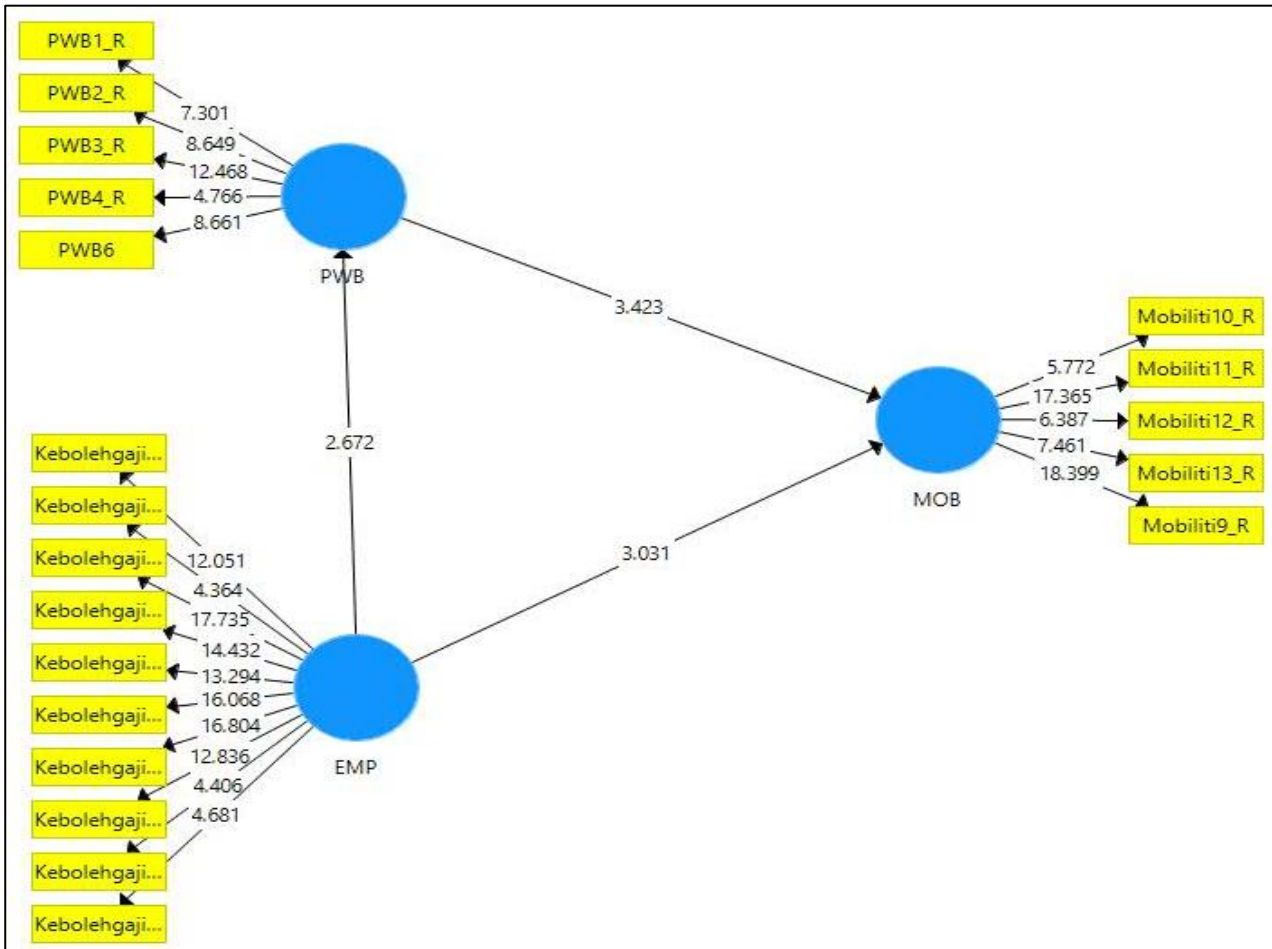 PWB1_R
PWB2_R
PWB3_R
PWB4_R
PWB6
7.301
8.649
12.468
4.766
8.661
PWB
3.423
2.672
3.031
Mobiliti10_R
Mobiliti11_R
Mobiliti12_R
Mobiliti13_R
Mobiliti9_R
5.772
17.365
6.387
7.461
18.399
MOB
Kebolehgaji...
Kebolehgaji...
Kebolehgaji...
Kebolehgaji...
Kebolehgaji...
Kebolehgaji...
Kebolehgaji...
Kebolehgaji...
Kebolehgaji...
Kebolehgaji...
12.051
4.364
17.735
14.432
13.294
16.068
16.804
12.836
4.406
4.681
EMP